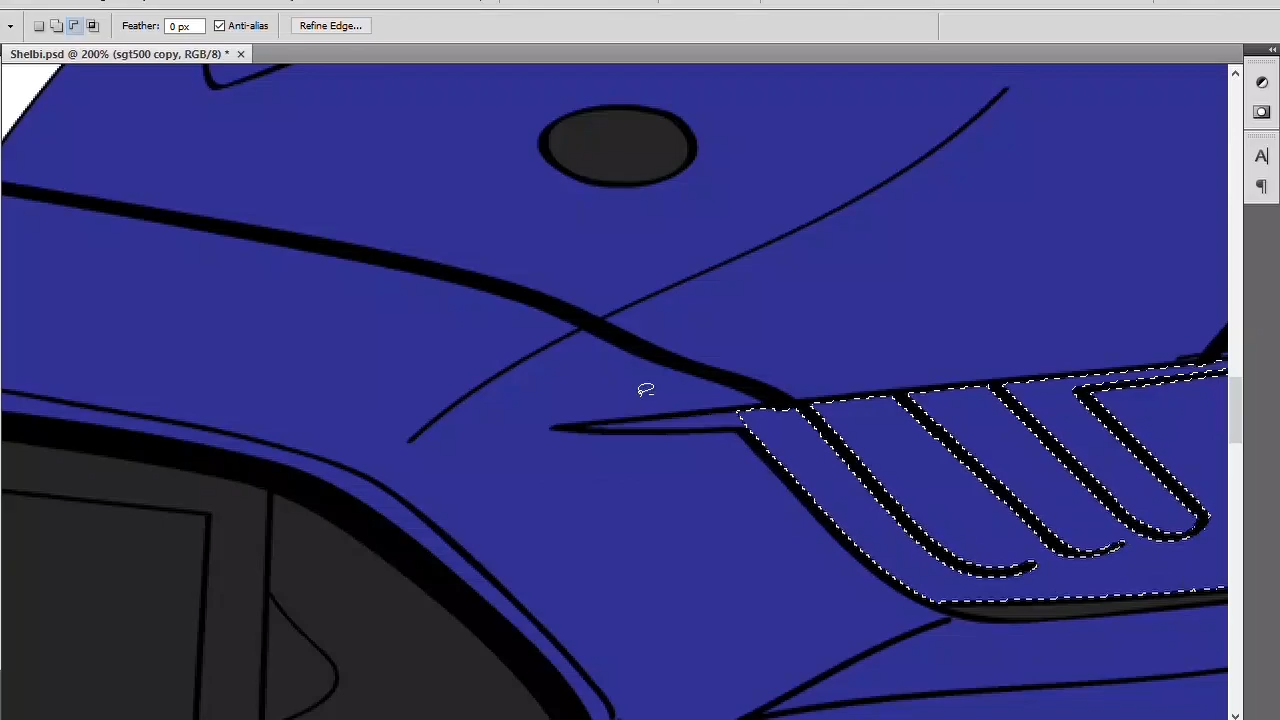 Feather: 0 px Anti-alias Refine Edge...
Shelbi.psd @ 200% (sgt500 copy, RGB/8) * ×
A
¶